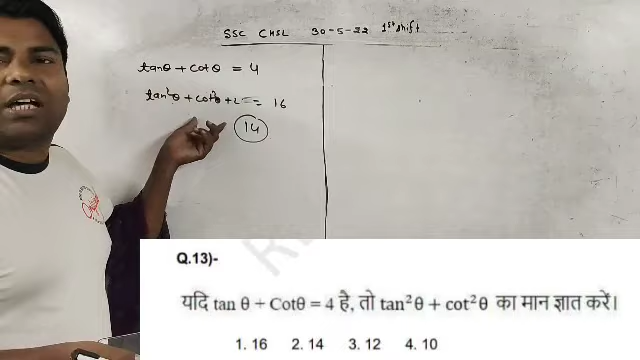 SSC CHSL 30-5-22 1st shift
tanθ + cotθ = 4
tan²θ + cot²θ + 2 = 16
14
Q.13)-
यदि tan θ + Cotθ = 4 है, तो tan²θ + cot²θ का मान ज्ञात करें।
1. 16 2. 14 3. 12 4. 10